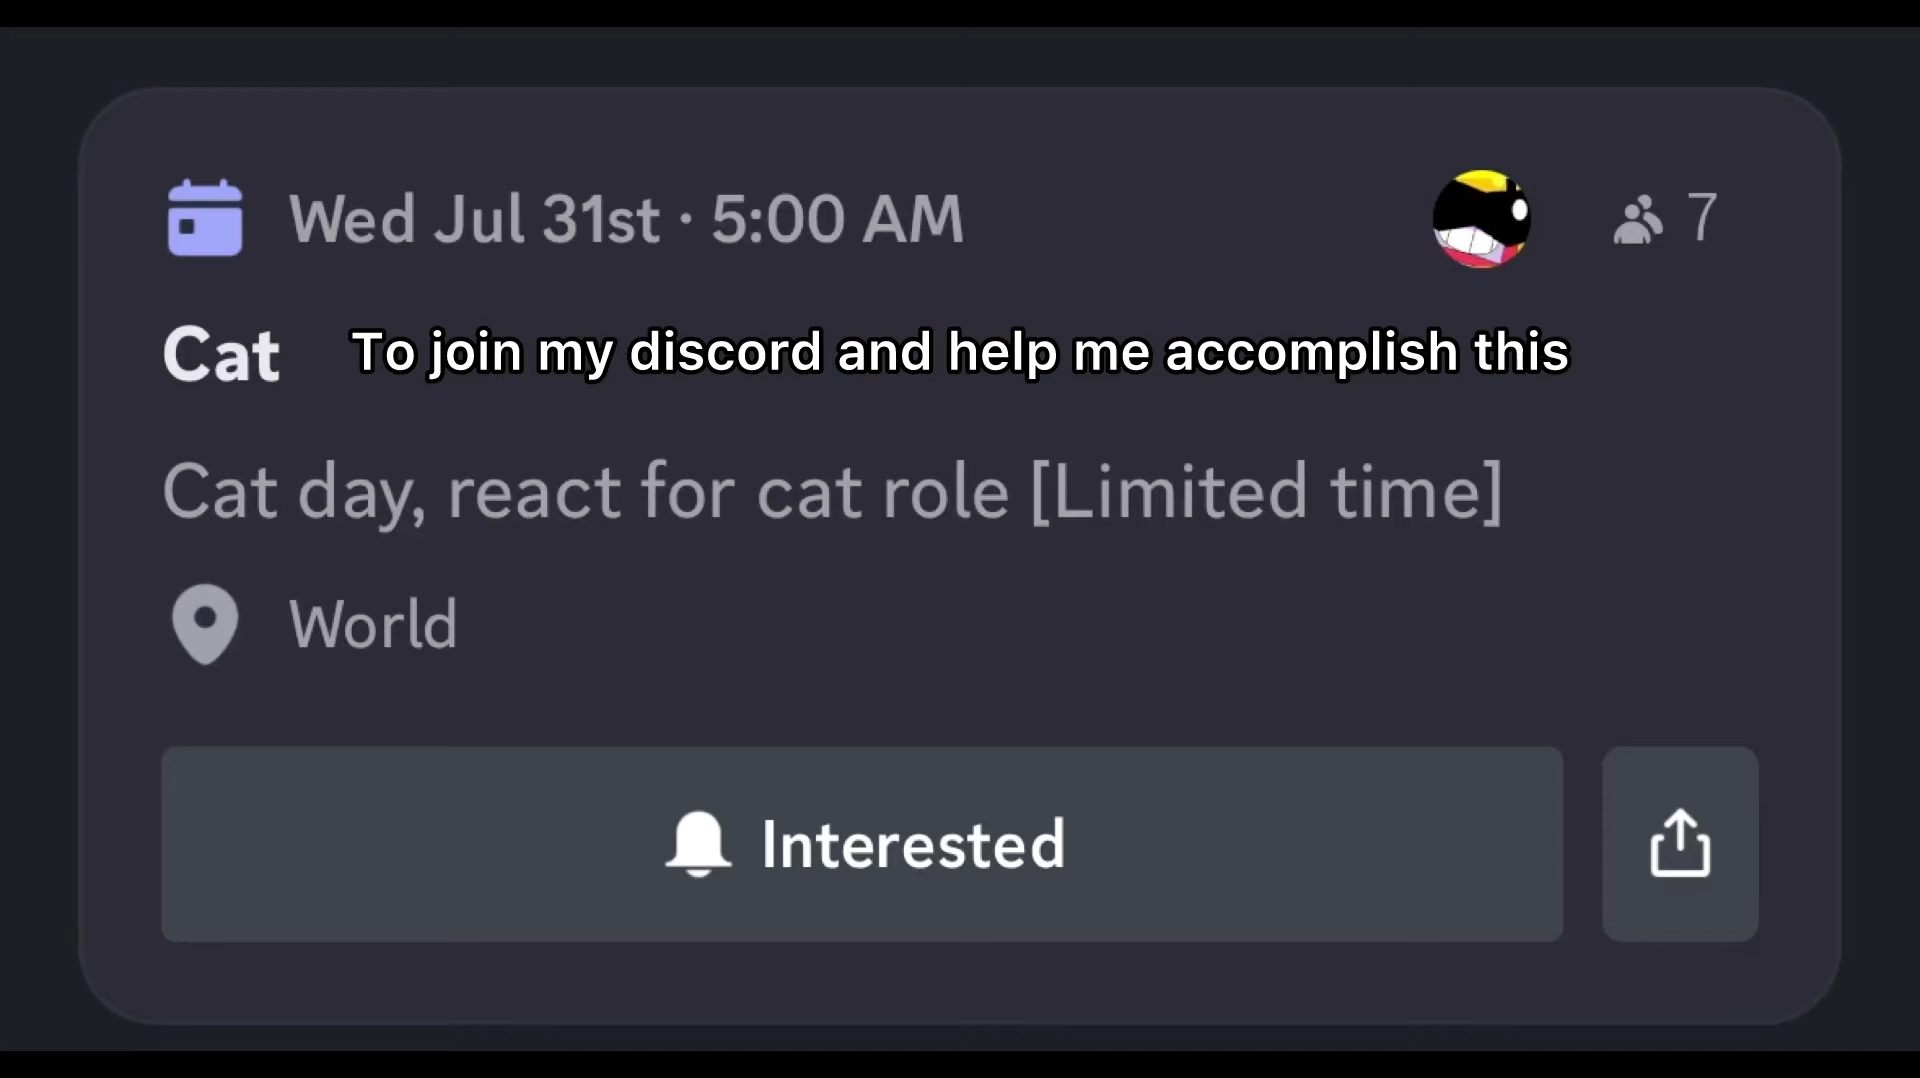 Wed Jul 31st · 5:00 AM
7
Cat
To join my discord and help me accomplish this
Cat day, react for cat role [Limited time]
World
Interested